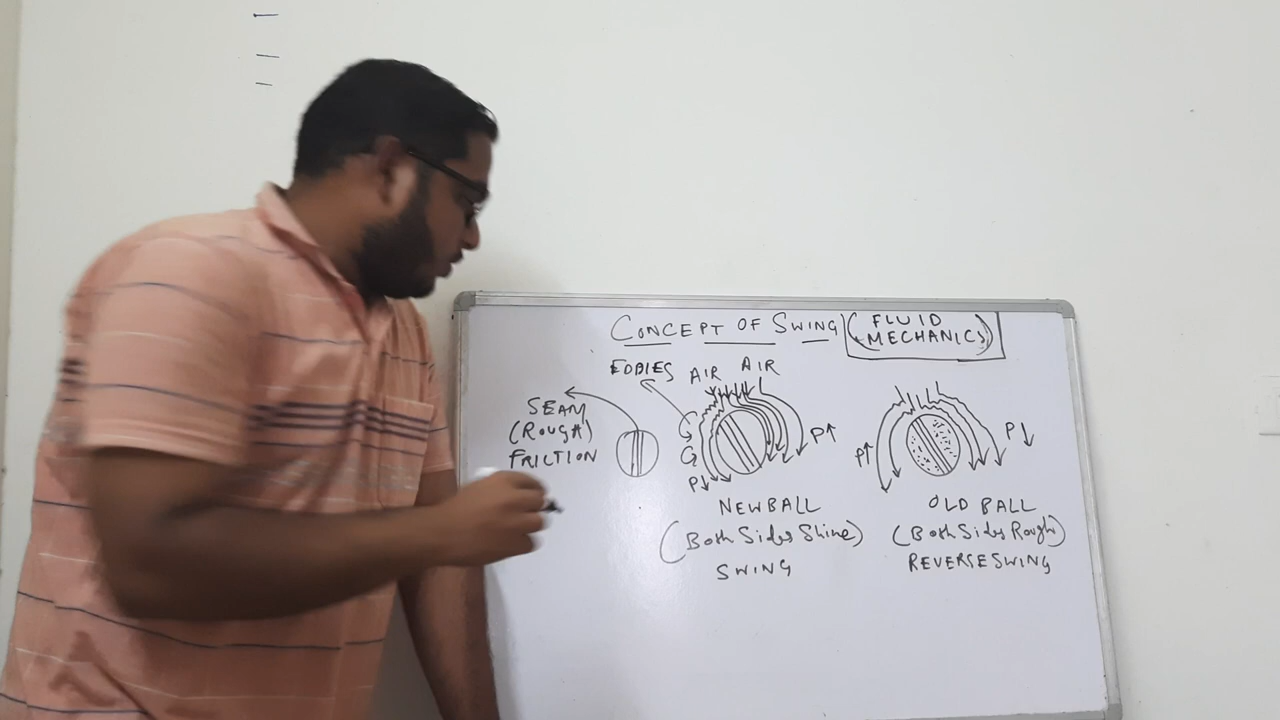 CONCEPT OF SWING (FLUID
MECHANICS)
EDDIES
AIR AIR
SEAM
(ROUGH)
FRICTION
P↑
P↓
NEW BALL
(Both Sides Shine)
SWING
P↑
P↓
OLD BALL
(Both Sides Rough)
REVERSE SWING